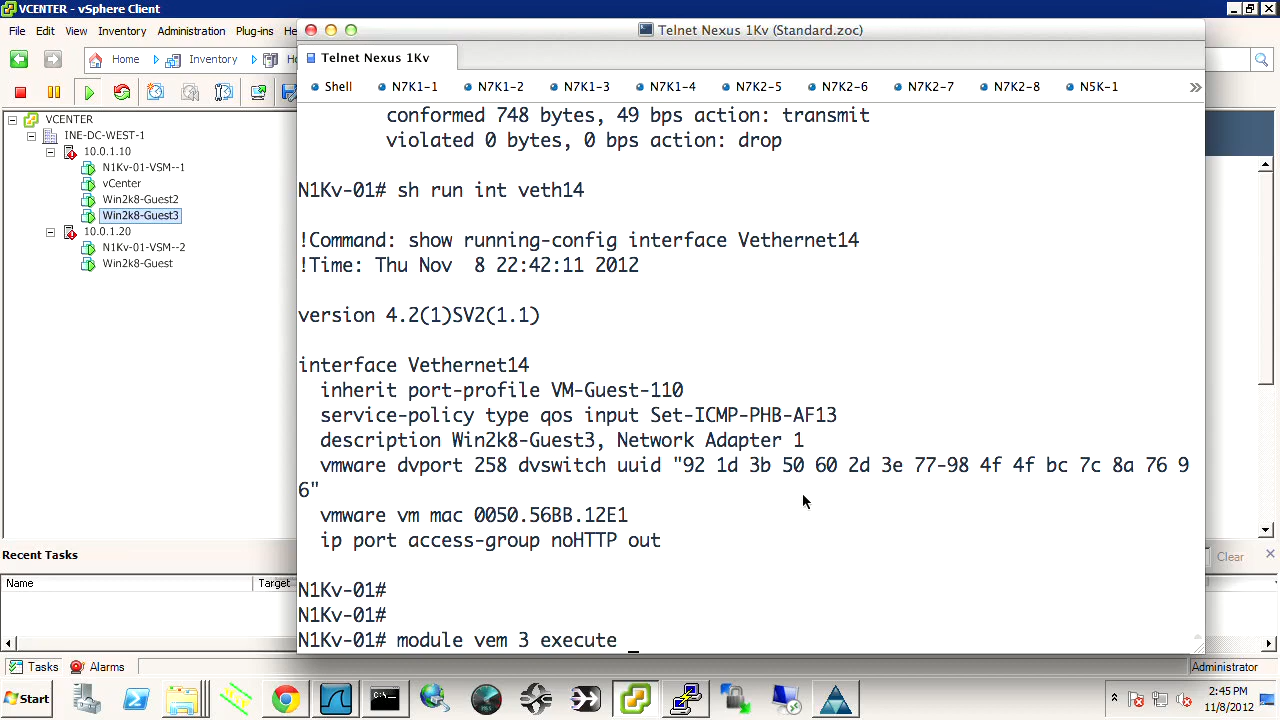 VCENTER - vSphere Client
File Edit View Inventory Administration Plug-ins He
Home Inventory Ho
VCENTER
INE-DC-WEST-1
10.0.1.10
N1Kv-01-VSM--1
vCenter
Win2k8-Guest2
Win2k8-Guest3
10.0.1.20
N1Kv-01-VSM--2
Win2k8-Guest
Telnet Nexus 1Kv (Standard.zoc)
Telnet Nexus 1Kv
Shell N7K1-1 N7K1-2 N7K1-3 N7K1-4 N7K2-5 N7K2-6 N7K2-7 N7K2-8 N5K-1 »
conformed 748 bytes, 49 bps action: transmit
violated 0 bytes, 0 bps action: drop
N1Kv-01# sh run int veth14
!Command: show running-config interface Vethernet14
!Time: Thu Nov  8 22:42:11 2012
version 4.2(1)SV2(1.1)
interface Vethernet14
inherit port-profile VM-Guest-110
service-policy type qos input Set-ICMP-PHB-AF13
description Win2k8-Guest3, Network Adapter 1
vmware dvport 258 dvswitch uuid "92 1d 3b 50 60 2d 3e 77-98 4f 4f bc 7c 8a 76 9
6"
vmware vm mac 0050.56BB.12E1
ip port access-group noHTTP out
N1Kv-01#
N1Kv-01#
N1Kv-01# module vem 3 execute _
Recent Tasks
Clear
Name Target
Tasks Alarms
Administrator
Start
2:45 PM
11/8/2012